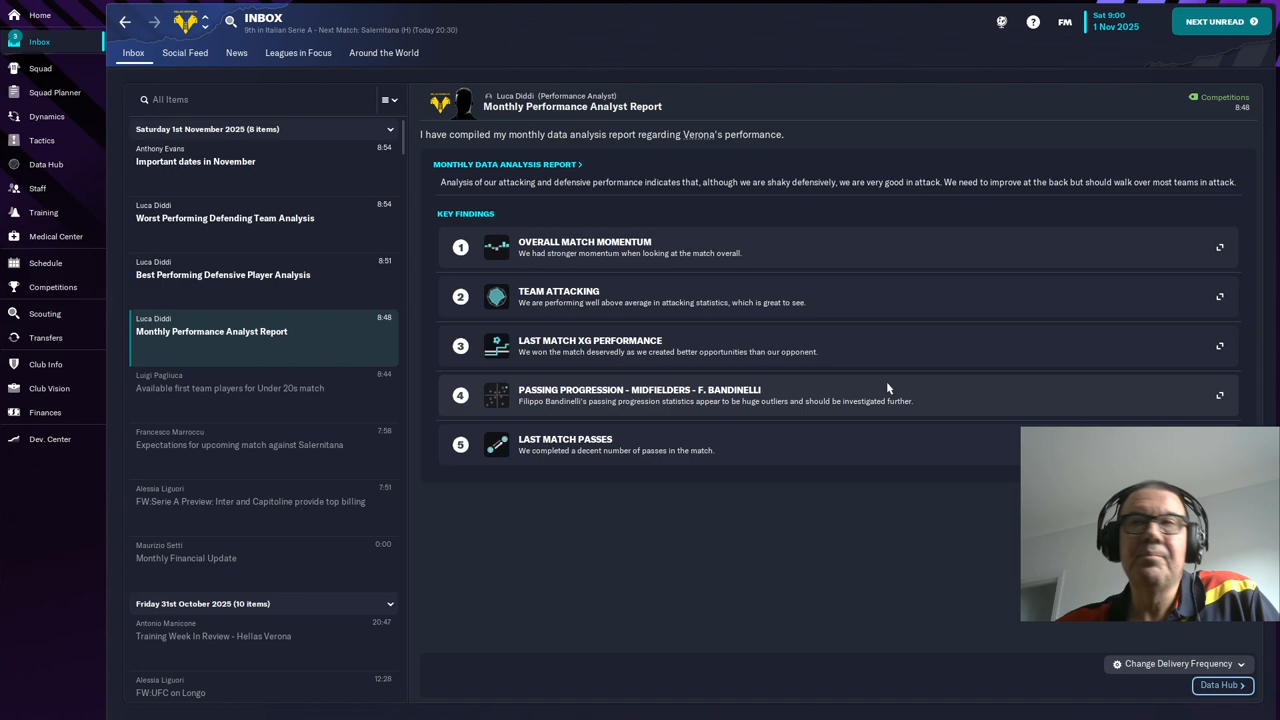 Home
3
Inbox
Squad
Squad Planner
Dynamics
Tactics
Data Hub
Staff
Training
Medical Center
Schedule
Competitions
Scouting
Transfers
Club Info
Club Vision
Finances
Dev. Center
INBOX
9th in Italian Serie A - Next Match: Salernitana (H) (Today 20:30)
FM
Sat 9:00
1 Nov 2025
NEXT UNREAD
Inbox
Social Feed
News
Leagues in Focus
Around the World
All Items
Saturday 1st November 2025 (8 items)
Anthony Evans 8:54
Important dates in November
Luca Diddi 8:54
Worst Performing Defending Team Analysis
Luca Diddi 8:51
Best Performing Defensive Player Analysis
Luca Diddi 8:48
Monthly Performance Analyst Report
Luigi Pagliuca 8:44
Available first team players for Under 20s match
Francesco Marroccu 7:58
Expectations for upcoming match against Salernitana
Alessia Liguori 7:51
FW:Serie A Preview: Inter and Capitoline provide top billing
Maurizio Setti 0:00
Monthly Financial Update
Friday 31st October 2025 (10 items)
Antonio Manicone 20:47
Training Week In Review - Hellas Verona
Alessia Liguori 12:28
FW:UFC on Longo
Luca Diddi (Performance Analyst)
Monthly Performance Analyst Report
Competitions
8:48
I have compiled my monthly data analysis report regarding Verona's performance.
MONTHLY DATA ANALYSIS REPORT >
Analysis of our attacking and defensive performance indicates that, although we are shaky defensively, we are very good in attack. We need to improve at the back but should walk over most teams in attack.
KEY FINDINGS
1
OVERALL MATCH MOMENTUM
We had stronger momentum when looking at the match overall.
2
TEAM ATTACKING
We are performing well above average in attacking statistics, which is great to see.
3
LAST MATCH XG PERFORMANCE
We won the match deservedly as we created better opportunities than our opponent.
4
PASSING PROGRESSION - MIDFIELDERS - F. BANDINELLI
Filippo Bandinelli's passing progression statistics appear to be huge outliers and should be investigated further.
5
LAST MATCH PASSES
We completed a decent number of passes in the match.
Change Delivery Frequency
Data Hub >